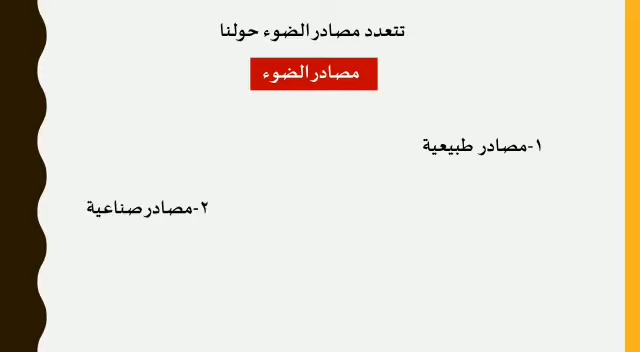 تتعدد مصادر الضوء حولنا
مصادر الضوء
١-مصادر طبيعية
٢-مصادر صناعية